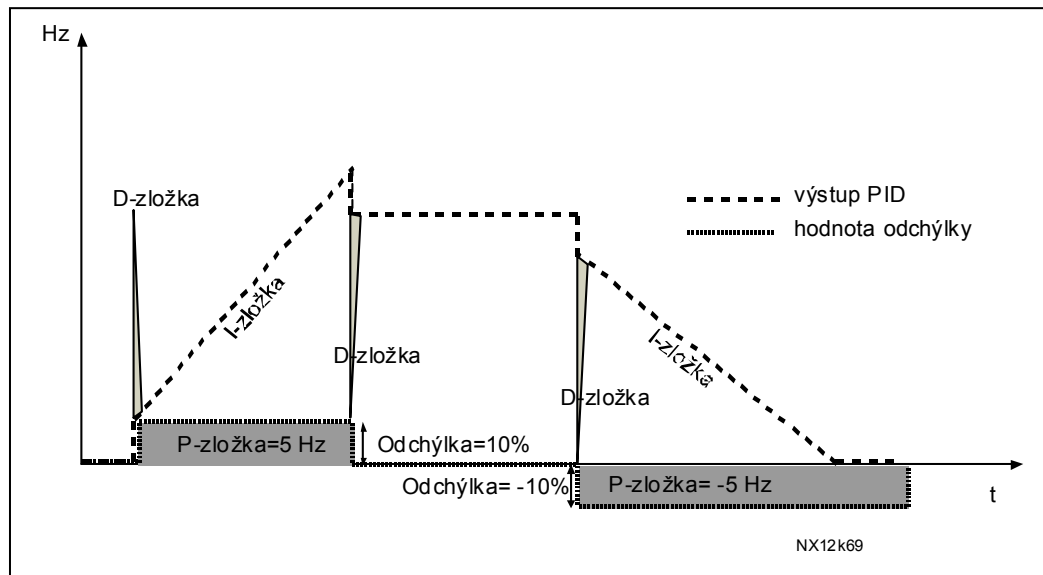 Hz
D-zložka
výstup PID
hodnota odchýlky
I-zložka
D-zložka
I-zložka
D-zložka
P-zložka=5 Hz
Odchýlka=10%
Odchýlka= -10%
P-zložka= -5 Hz
t
NX12k69